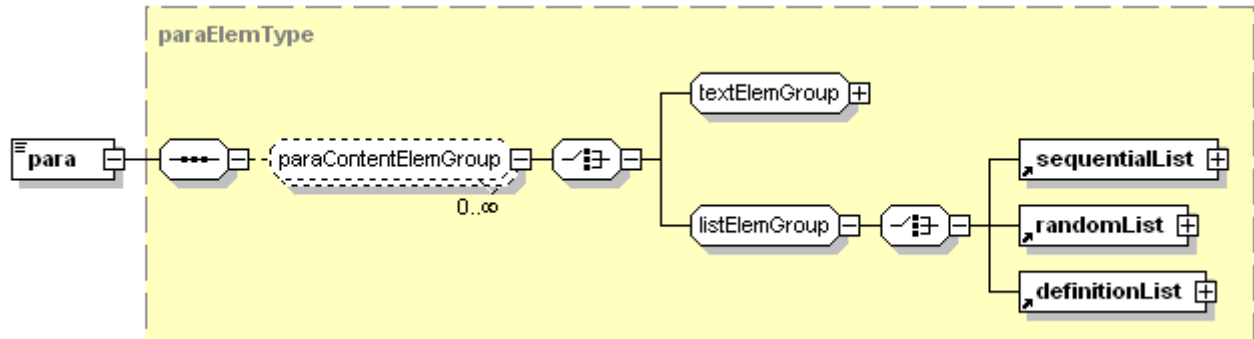 paraElemType
textElemGroup
para
paraContentElemGroup
0..∞
sequentialList
listElemGroup
randomList
definitionList